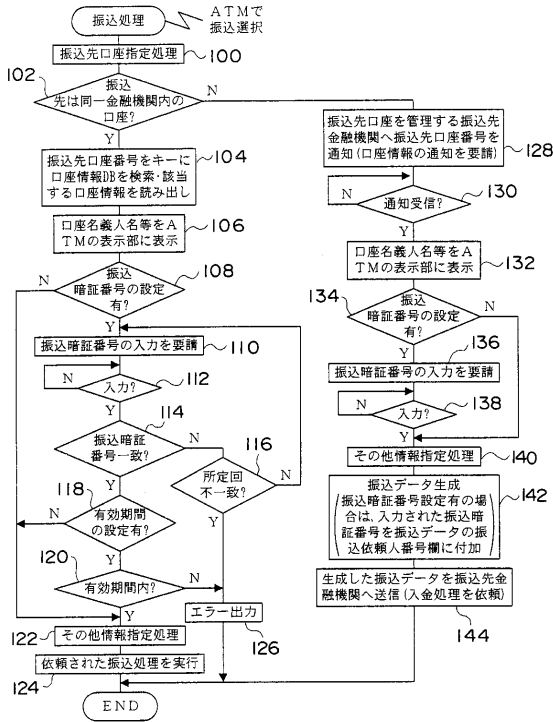 振込処理
ATMで
振込選択
振込先口座指定処理
100
102
振込
先は同一金融機関内の
口座?
N
Y
振込先口座番号をキーに
口座情報DBを検索・該当
する口座情報を読み出し
104
口座名義人名等をA
TMの表示部に表示
106
振込
暗証番号の設定
有?
108
N
Y
振込暗証番号の入力を要請
110
入力?
112
N
Y
振込暗証
番号一致?
114
N
Y
所定回
不一致?
116
N
Y
118
有効期間
の設定有?
N
Y
120
有効期間内?
N
Y
エラー出力
126
122
その他情報指定処理
依頼された振込処理を実行
124
END
振込先口座を管理する振込先
金融機関へ振込先口座番号を
通知(口座情報の通知を要請)
128
通知受信?
130
N
Y
口座名義人名等をA
TMの表示部に表示
132
134
振込
暗証番号の設定
有?
N
Y
136
振込暗証番号の入力を要請
入力?
138
N
Y
その他情報指定処理
140
振込データ生成
(振込暗証番号設定有の場
合は、入力された振込暗
証番号を振込データの振
込依頼人番号欄に付加)
142
生成した振込データを振込先金
融機関へ送信(入金処理を依頼)
144